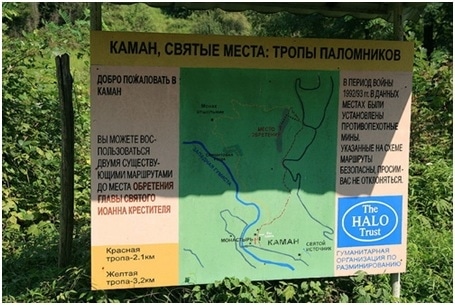 КАМАН, СВЯТЫЕ МЕСТА: ТРОПЫ ПАЛОМНИКОВ
ДОБРО ПОЖАЛОВАТЬ В
КАМАН
ВЫ МОЖЕТЕ ВОС-
ПОЛЬЗОВАТЬСЯ
ДВУМЯ СУЩЕСТВУ-
ЮЩИМИ МАРШРУТАМИ
ДО МЕСТА ОБРЕТЕНИЯ
ГЛАВЫ СВЯТОГО
ИОАННА КРЕСТИТЕЛЯ
Красная
тропа-2.1км
Желтая
тропа-3,2км
МЕСТО
ОБРЕТЕНИЯ
МОНАСТЫРЬ
КАМАН
СВЯТОЙ
ИСТОЧНИК
В ПЕРИОД ВОЙНЫ
1992/93 гг. В ДАННЫХ
МЕСТАХ БЫЛИ
УСТАНОВЛЕНЫ
ПРОТИВОПЕХОТНЫЕ
МИНЫ.
УКАЗАННЫЕ НА СХЕМЕ
МАРШРУТЫ
БЕЗОПАСНЫ, ПРОСИМ
ВАС НЕ ОТКЛОНЯТЬСЯ.
The
HALO
Trust
ГУМАНИТАРНАЯ
ОРГАНИЗАЦИЯ ПО
РАЗМИНИРОВАНИЮ